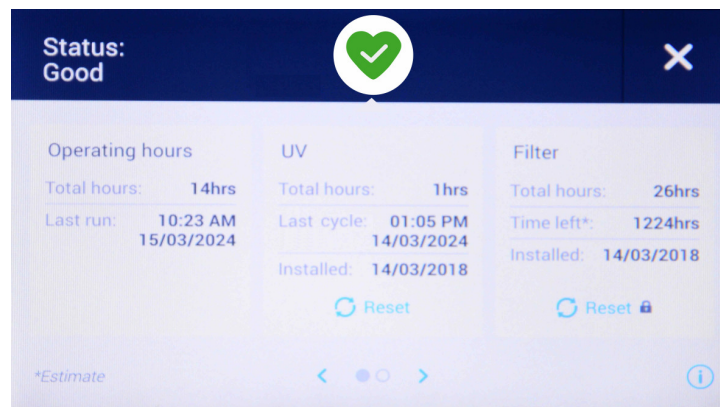 Status:
Good
Operating hours
Total hours: 14hrs
Last run: 10:23 AM
15/03/2024
UV
Total hours: 1hrs
Last cycle: 01:05 PM
14/03/2024
Installed: 14/03/2018
Reset
Filter
Total hours: 26hrs
Time left*: 1224hrs
Installed: 14/03/2018
Reset
*Estimate